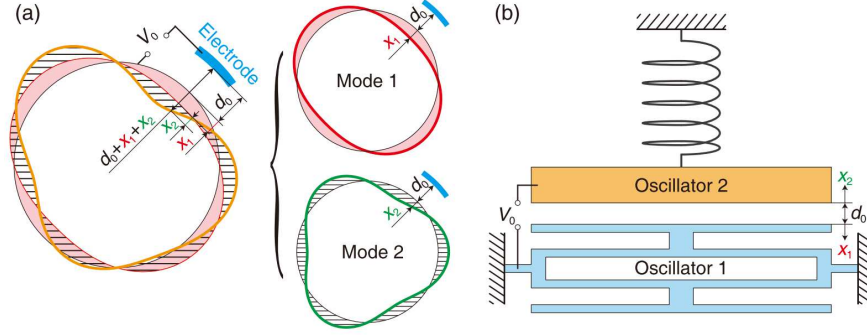 (a)
V₀
Electrode
d₀
d₀+x₁+x₂
x₂
x₁
d₀
x₁
Mode 1
d₀
x₂
Mode 2
(b)
Oscillator 2
x₂
V₀
d₀
x₁
Oscillator 1